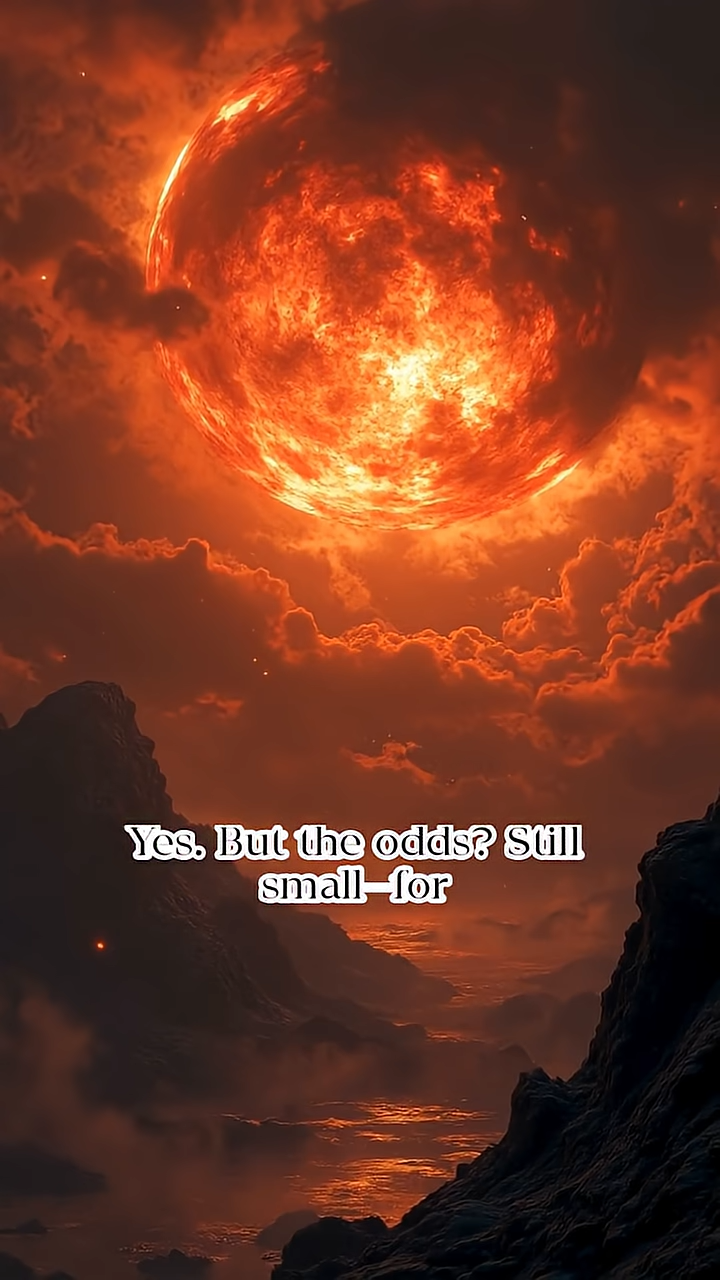 Yes. But the odds? Still
small—for